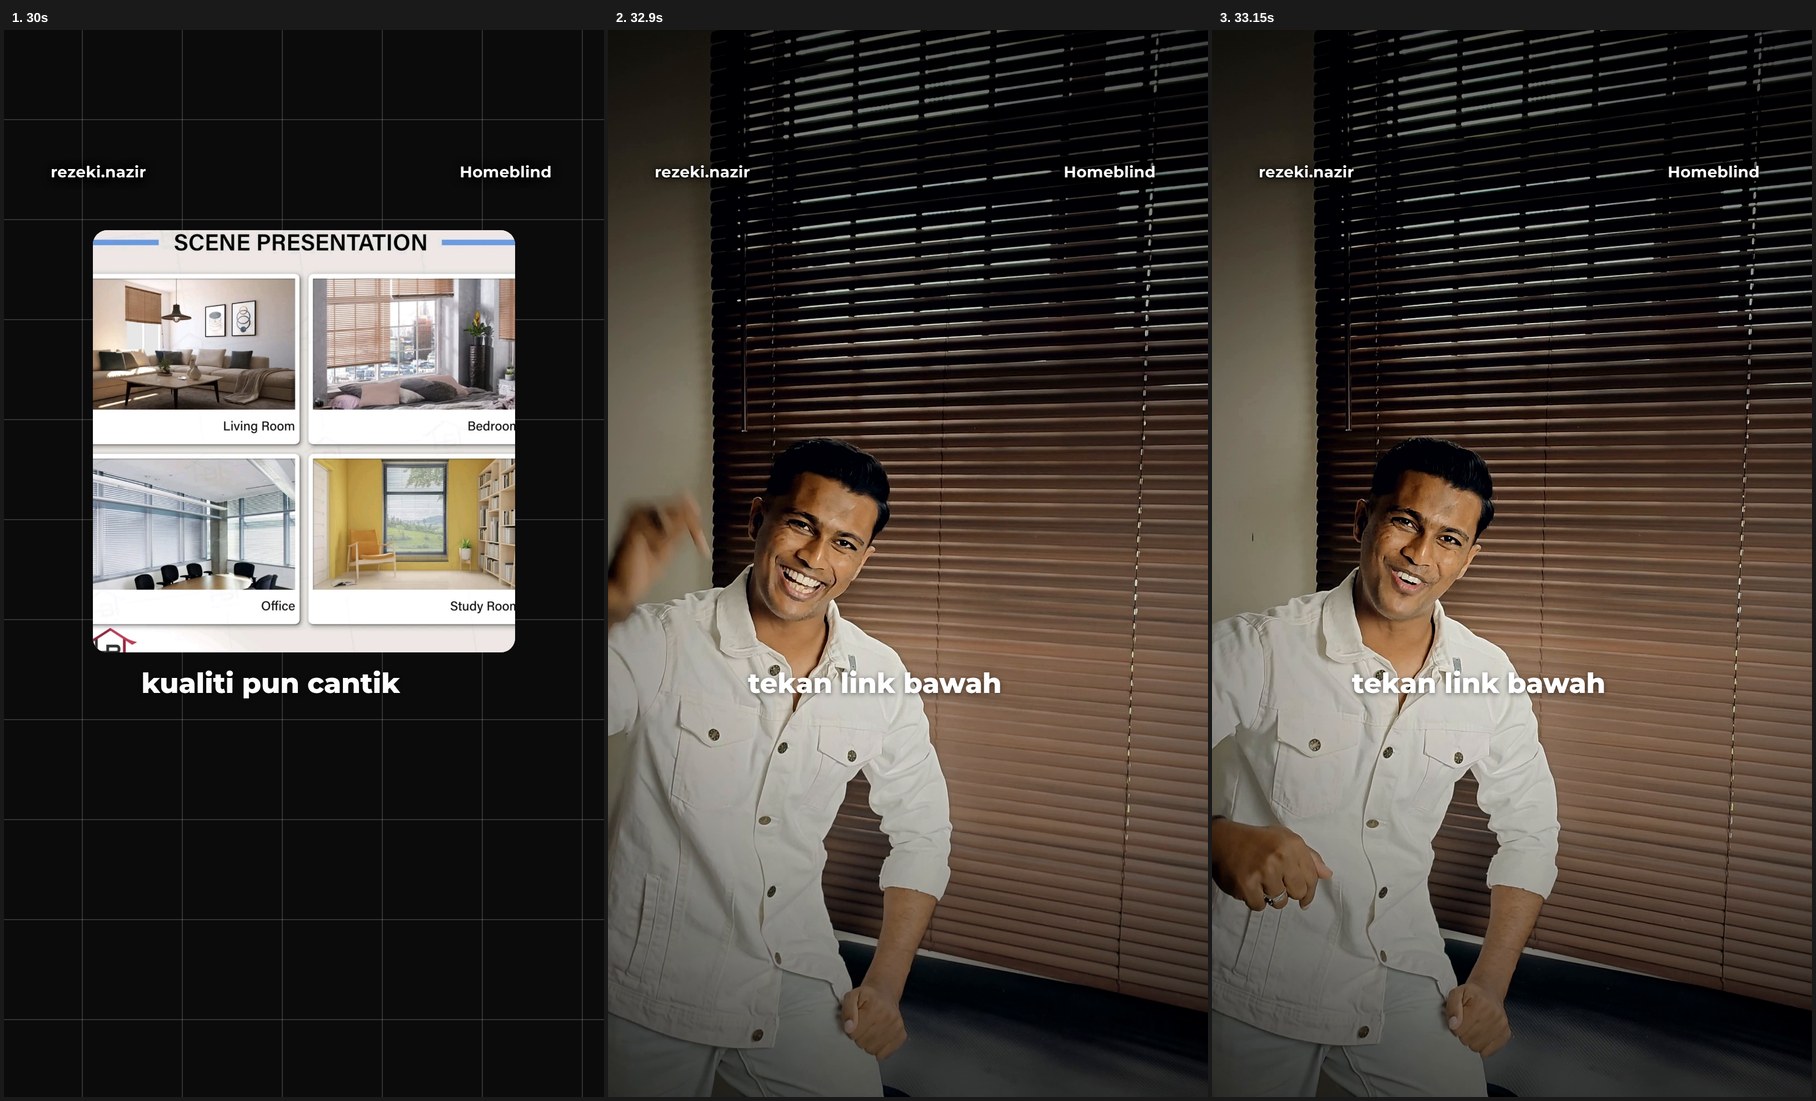 1. 30s
rezeki.nazir
Homeblind
SCENE PRESENTATION
Living Room
Bedroom
Office
Study Room
kualiti pun cantik
2. 32.9s
rezeki.nazir
Homeblind
tekan link bawah
3. 33.15s
rezeki.nazir
Homeblind
tekan link bawah